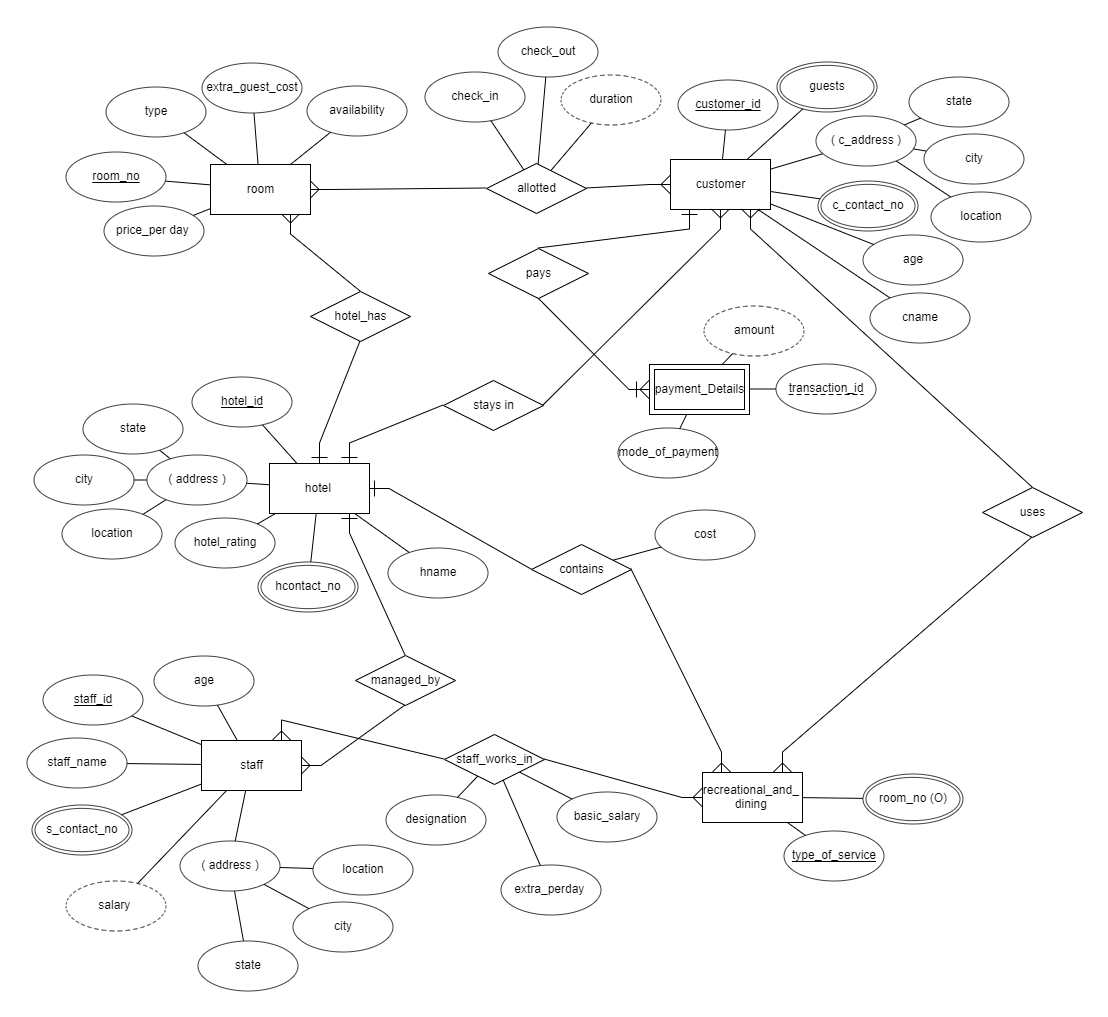 check_out
extra_guest_cost
guests
check_in
duration
customer_id
state
type
availability
( c_address )
city
room_no
room
allotted
customer
c_contact_no
location
price_per day
age
pays
hotel_has
cname
amount
payment_Details
transaction_id
hotel_id
stays in
state
mode_of_payment
city
( address )
hotel
location
hotel_rating
uses
cost
hcontact_no
hname
contains
age
managed_by
staff_id
staff_name
staff
staff_works_in
recreational_and_
dining
room_no (O)
s_contact_no
designation
basic_salary
type_of_service
( address )
location
extra_perday
salary
city
state